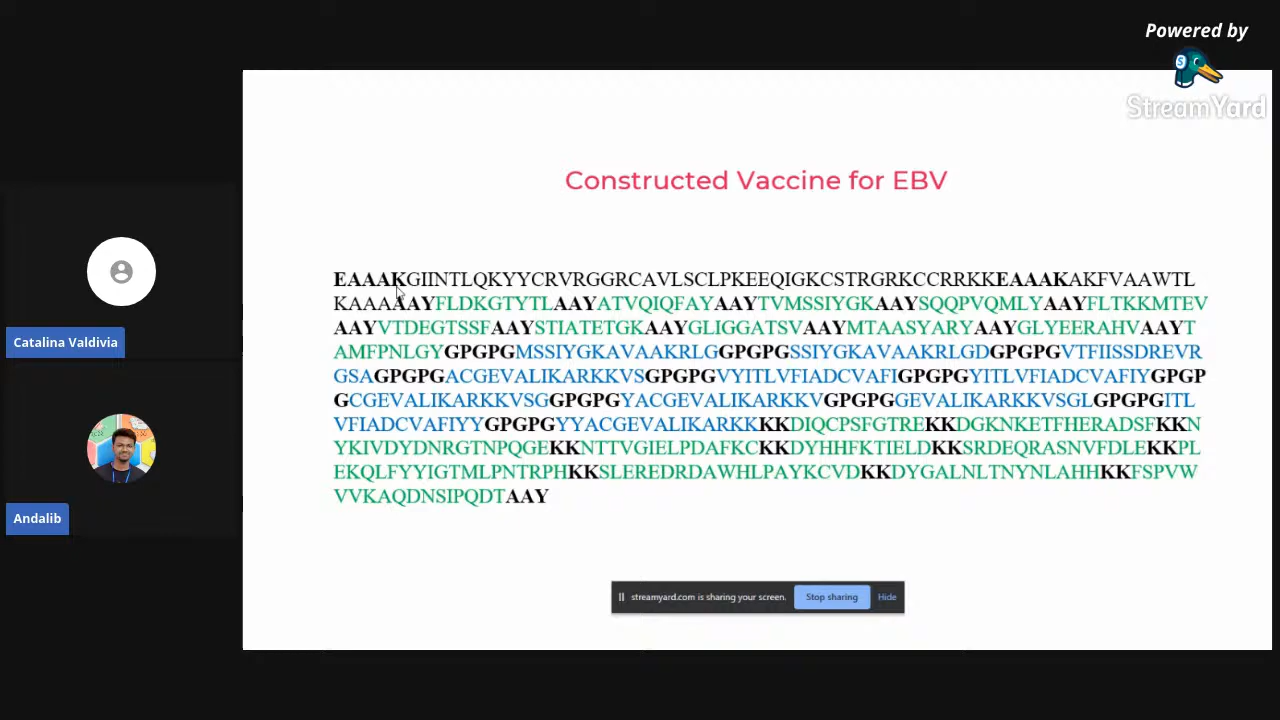 Powered by
StreamYard
Constructed Vaccine for EBV
EAAAKGIINTLQKYYCRVRGGRCAVLSCLPKEEQIGKCSTRGRKCCRRKKEAAAKAKFVAAWTL
KAAAAAYFLDKGTYTLAAYATVQIQFAYAAYTVMSSIYGKAAYSQQPVQMLYAAYFLTKKMTEV
AAYVTDEGTSSFAAYSTIATETGKAAYGLIGGATSVAAYMTAASYARYAAYGLYEERAHVAAYT
AMFPNLGYGPGPGMSSIYGKAVAAKRLGGPGPGSSIYGKAVAAKRLGDGPGPGVTFIISSDREVR
GSAGPGPGACGEVALIKARKKVSGPGPGVYITLVFIADCVAFIGPGPGYITLVFIADCVAFIYGPGP
GCGEVALIKARKKVSGGPGPGYACGEVALIKARKKVGPGPGGEVALIKARKKVSGLGPGPGITL
VFIADCVAFIYYGPGPGYYACGEVALIKARKKKKDIQCPSFGTREKKDGKNKETFHERADSFKKN
YKIVDYDNRGTNPQGEKKNTTVGIELPDAFKCKKDYHHFKTIELDKKSRDEQRASNVFDLEKKPL
EKQLFYYIGTMLPNTRPHKKSLEREDRDAWHLPAYKCVDKKDYGALNLTNYNLAHHKKFSPVW
VVKAQDNSIPQDTAAY
Catalina Valdivia
Andalib
streamyard.com is sharing your screen.
Stop sharing
Hide